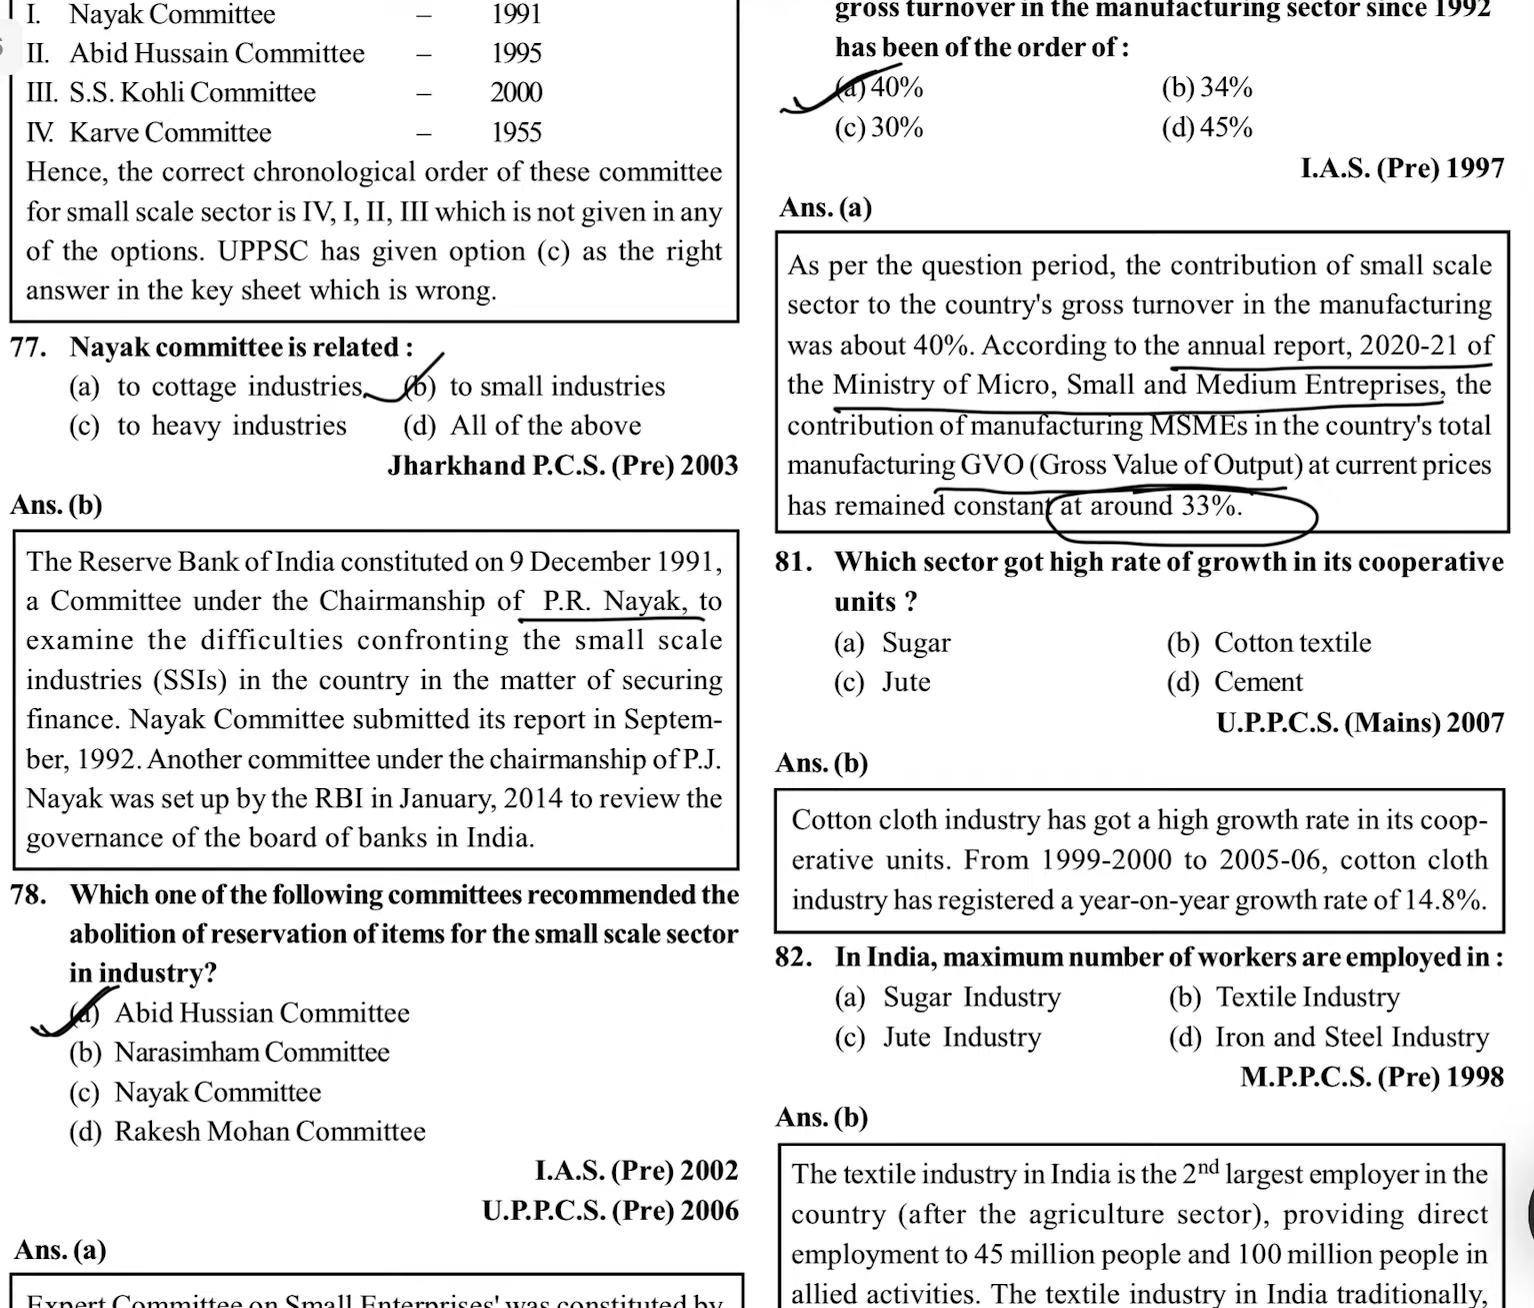 I. Nayak Committee – 1991
II. Abid Hussain Committee – 1995
III. S.S. Kohli Committee – 2000
IV. Karve Committee – 1955
Hence, the correct chronological order of these committee
for small scale sector is IV, I, II, III which is not given in any
of the options. UPPSC has given option (c) as the right
answer in the key sheet which is wrong.
77. Nayak committee is related :
(a) to cottage industries (b) to small industries
(c) to heavy industries (d) All of the above
Jharkhand P.C.S. (Pre) 2003
Ans. (b)
The Reserve Bank of India constituted on 9 December 1991,
a Committee under the Chairmanship of P.R. Nayak, to
examine the difficulties confronting the small scale
industries (SSIs) in the country in the matter of securing
finance. Nayak Committee submitted its report in Septem-
ber, 1992. Another committee under the chairmanship of P.J.
Nayak was set up by the RBI in January, 2014 to review the
governance of the board of banks in India.
78. Which one of the following committees recommended the
abolition of reservation of items for the small scale sector
in industry?
(a) Abid Hussian Committee
(b) Narasimham Committee
(c) Nayak Committee
(d) Rakesh Mohan Committee
I.A.S. (Pre) 2002
U.P.P.C.S. (Pre) 2006
Ans. (a)
Expert Committee on Small Enterprises' was constituted by
gross turnover in the manufacturing sector since 1992
has been of the order of :
(a) 40% (b) 34%
(c) 30% (d) 45%
I.A.S. (Pre) 1997
Ans. (a)
As per the question period, the contribution of small scale
sector to the country's gross turnover in the manufacturing
was about 40%. According to the annual report, 2020-21 of
the Ministry of Micro, Small and Medium Entreprises, the
contribution of manufacturing MSMEs in the country's total
manufacturing GVO (Gross Value of Output) at current prices
has remained constant at around 33%.
81. Which sector got high rate of growth in its cooperative
units ?
(a) Sugar (b) Cotton textile
(c) Jute (d) Cement
U.P.P.C.S. (Mains) 2007
Ans. (b)
Cotton cloth industry has got a high growth rate in its coop-
erative units. From 1999-2000 to 2005-06, cotton cloth
industry has registered a year-on-year growth rate of 14.8%.
82. In India, maximum number of workers are employed in :
(a) Sugar Industry (b) Textile Industry
(c) Jute Industry (d) Iron and Steel Industry
M.P.P.C.S. (Pre) 1998
Ans. (b)
The textile industry in India is the 2nd largest employer in the
country (after the agriculture sector), providing direct
employment to 45 million people and 100 million people in
allied activities. The textile industry in India traditionally,